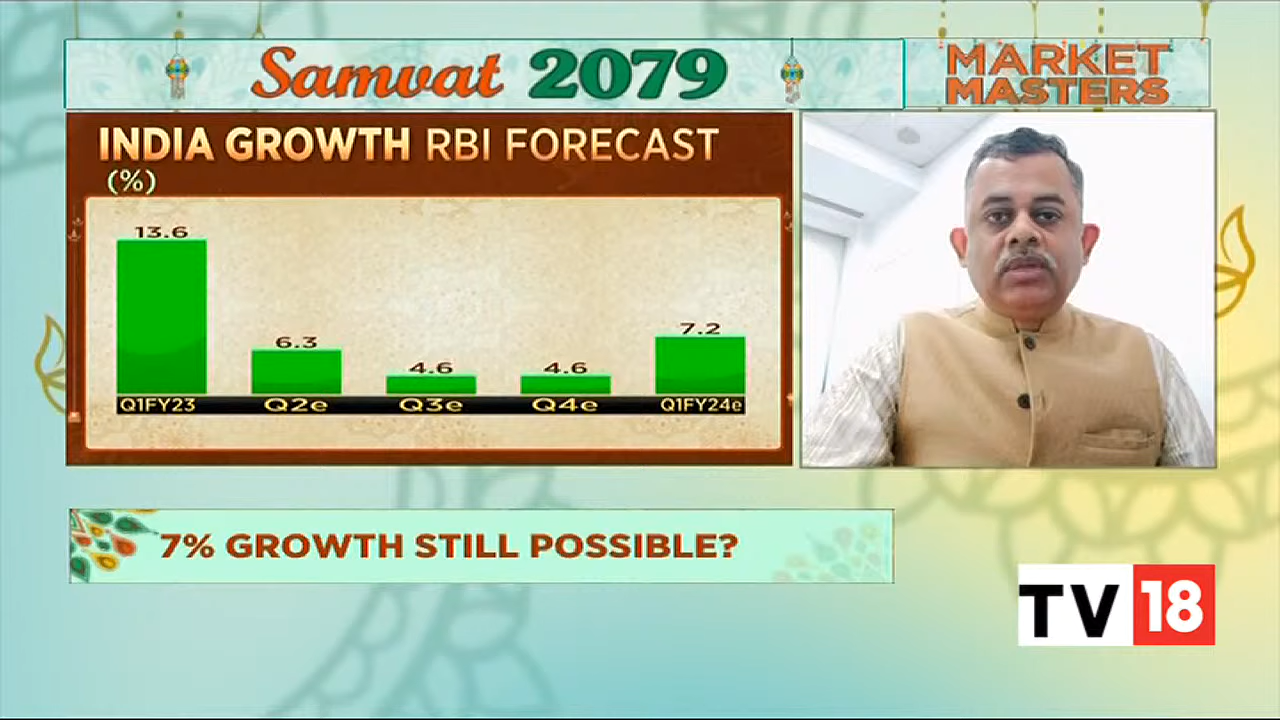 Samvat 2079
MARKET
MASTERS
INDIA GROWTH RBI FORECAST
(%)
13.6
6.3
4.6
4.6
7.2
Q1FY23
Q2e
Q3e
Q4e
Q1FY24e
7% GROWTH STILL POSSIBLE?
TV18